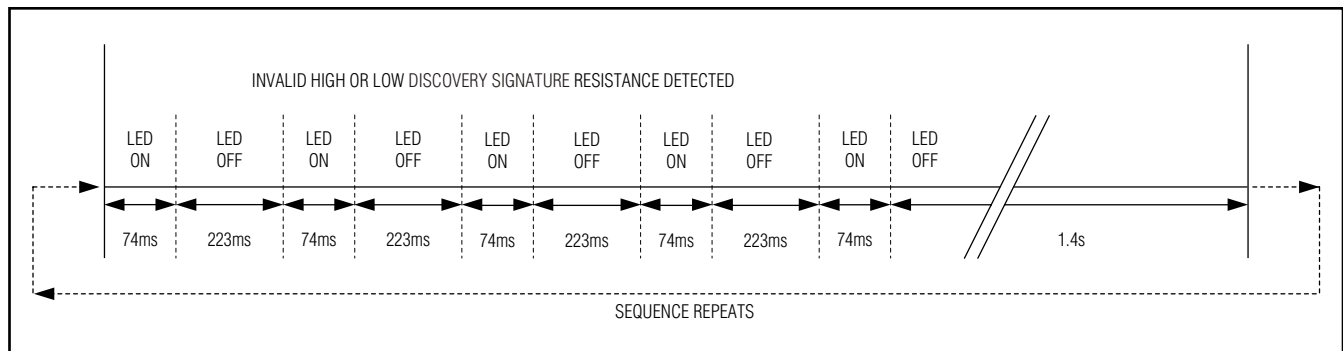 INVALID HIGH OR LOW DISCOVERY SIGNATURE RESISTANCE DETECTED
LED ON
LED OFF
LED ON
LED OFF
LED ON
LED OFF
LED ON
LED OFF
LED ON
LED OFF
74ms 223ms 74ms 223ms 74ms 223ms 74ms 223ms 74ms 1.4s
SEQUENCE REPEATS